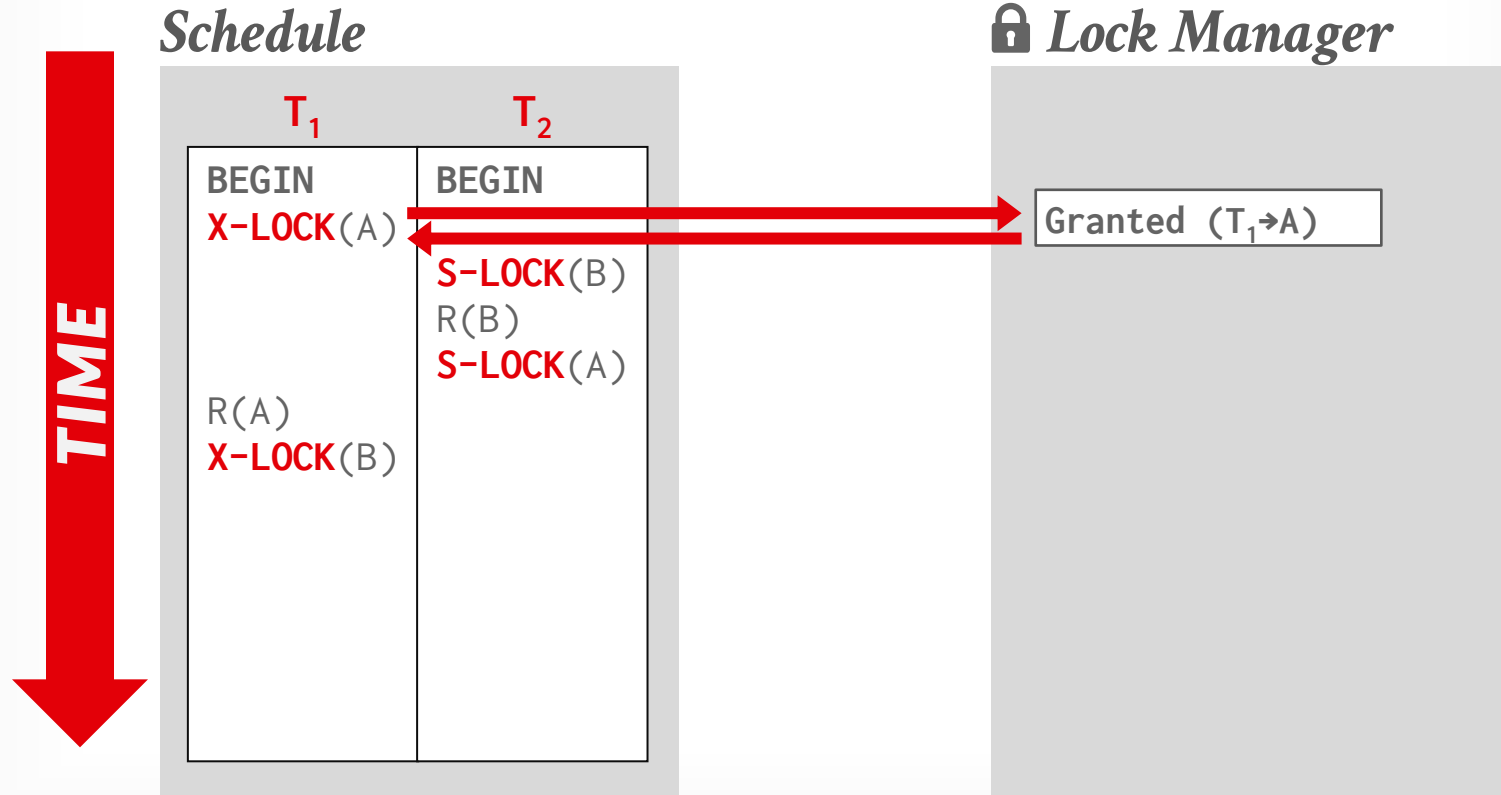 Schedule
Lock Manager
TIME
T1 T2
BEGIN BEGIN
X-LOCK(A)
Granted (T1→A)
S-LOCK(B)
R(B)
S-LOCK(A)
R(A)
X-LOCK(B)